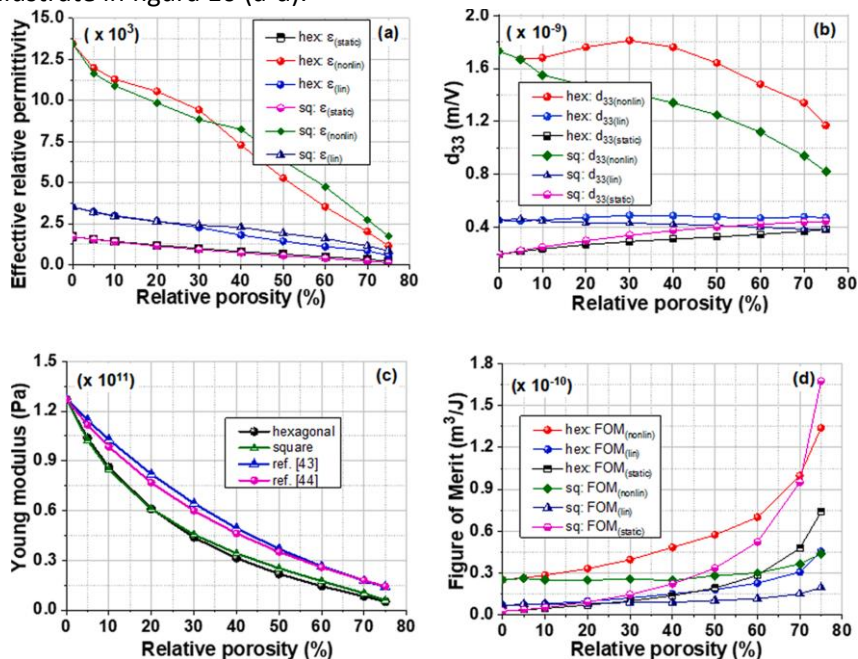 ( x 10³)
(a)
hex: ε(static)
hex: ε(nonlin)
hex: ε(lin)
sq: ε(static)
sq: ε(nonlin)
sq: ε(lin)
Effective relative permittivity
15.0
12.5
10.0
7.5
5.0
2.5
0.0
0 10 20 30 40 50 60 70 80
Relative porosity (%)
( x 10⁻⁹)
(b)
hex: d₃₃(nonlin)
hex: d₃₃(lin)
hex: d₃₃(static)
sq: d₃₃(nonlin)
sq: d₃₃(lin)
sq: d₃₃(static)
d₃₃ (m/V)
2.0
1.6
1.2
0.8
0.4
0 10 20 30 40 50 60 70 80
Relative porosity (%)
(x 10¹¹)
(c)
hexagonal
square
ref. [43]
ref. [44]
Young modulus (Pa)
1.5
1.2
0.9
0.6
0.3
0.0
0 10 20 30 40 50 60 70 80
Relative porosity (%)
(x 10⁻¹⁰)
(d)
hex: FOM(nonlin)
hex: FOM(lin)
hex: FOM(static)
sq: FOM(nonlin)
sq: FOM(lin)
sq: FOM(static)
Figure of Merit (m³/J)
1.8
1.5
1.2
0.9
0.6
0.3
0.0
0 10 20 30 40 50 60 70 80
Relative porosity (%)